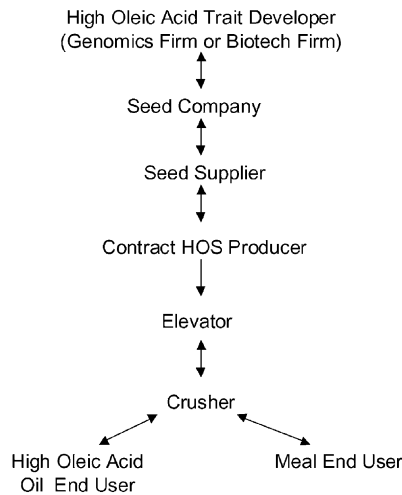 High Oleic Acid Trait Developer
(Genomics Firm or Biotech Firm)
Seed Company
Seed Supplier
Contract HOS Producer
Elevator
Crusher
High Oleic Acid
Oil End User
Meal End User